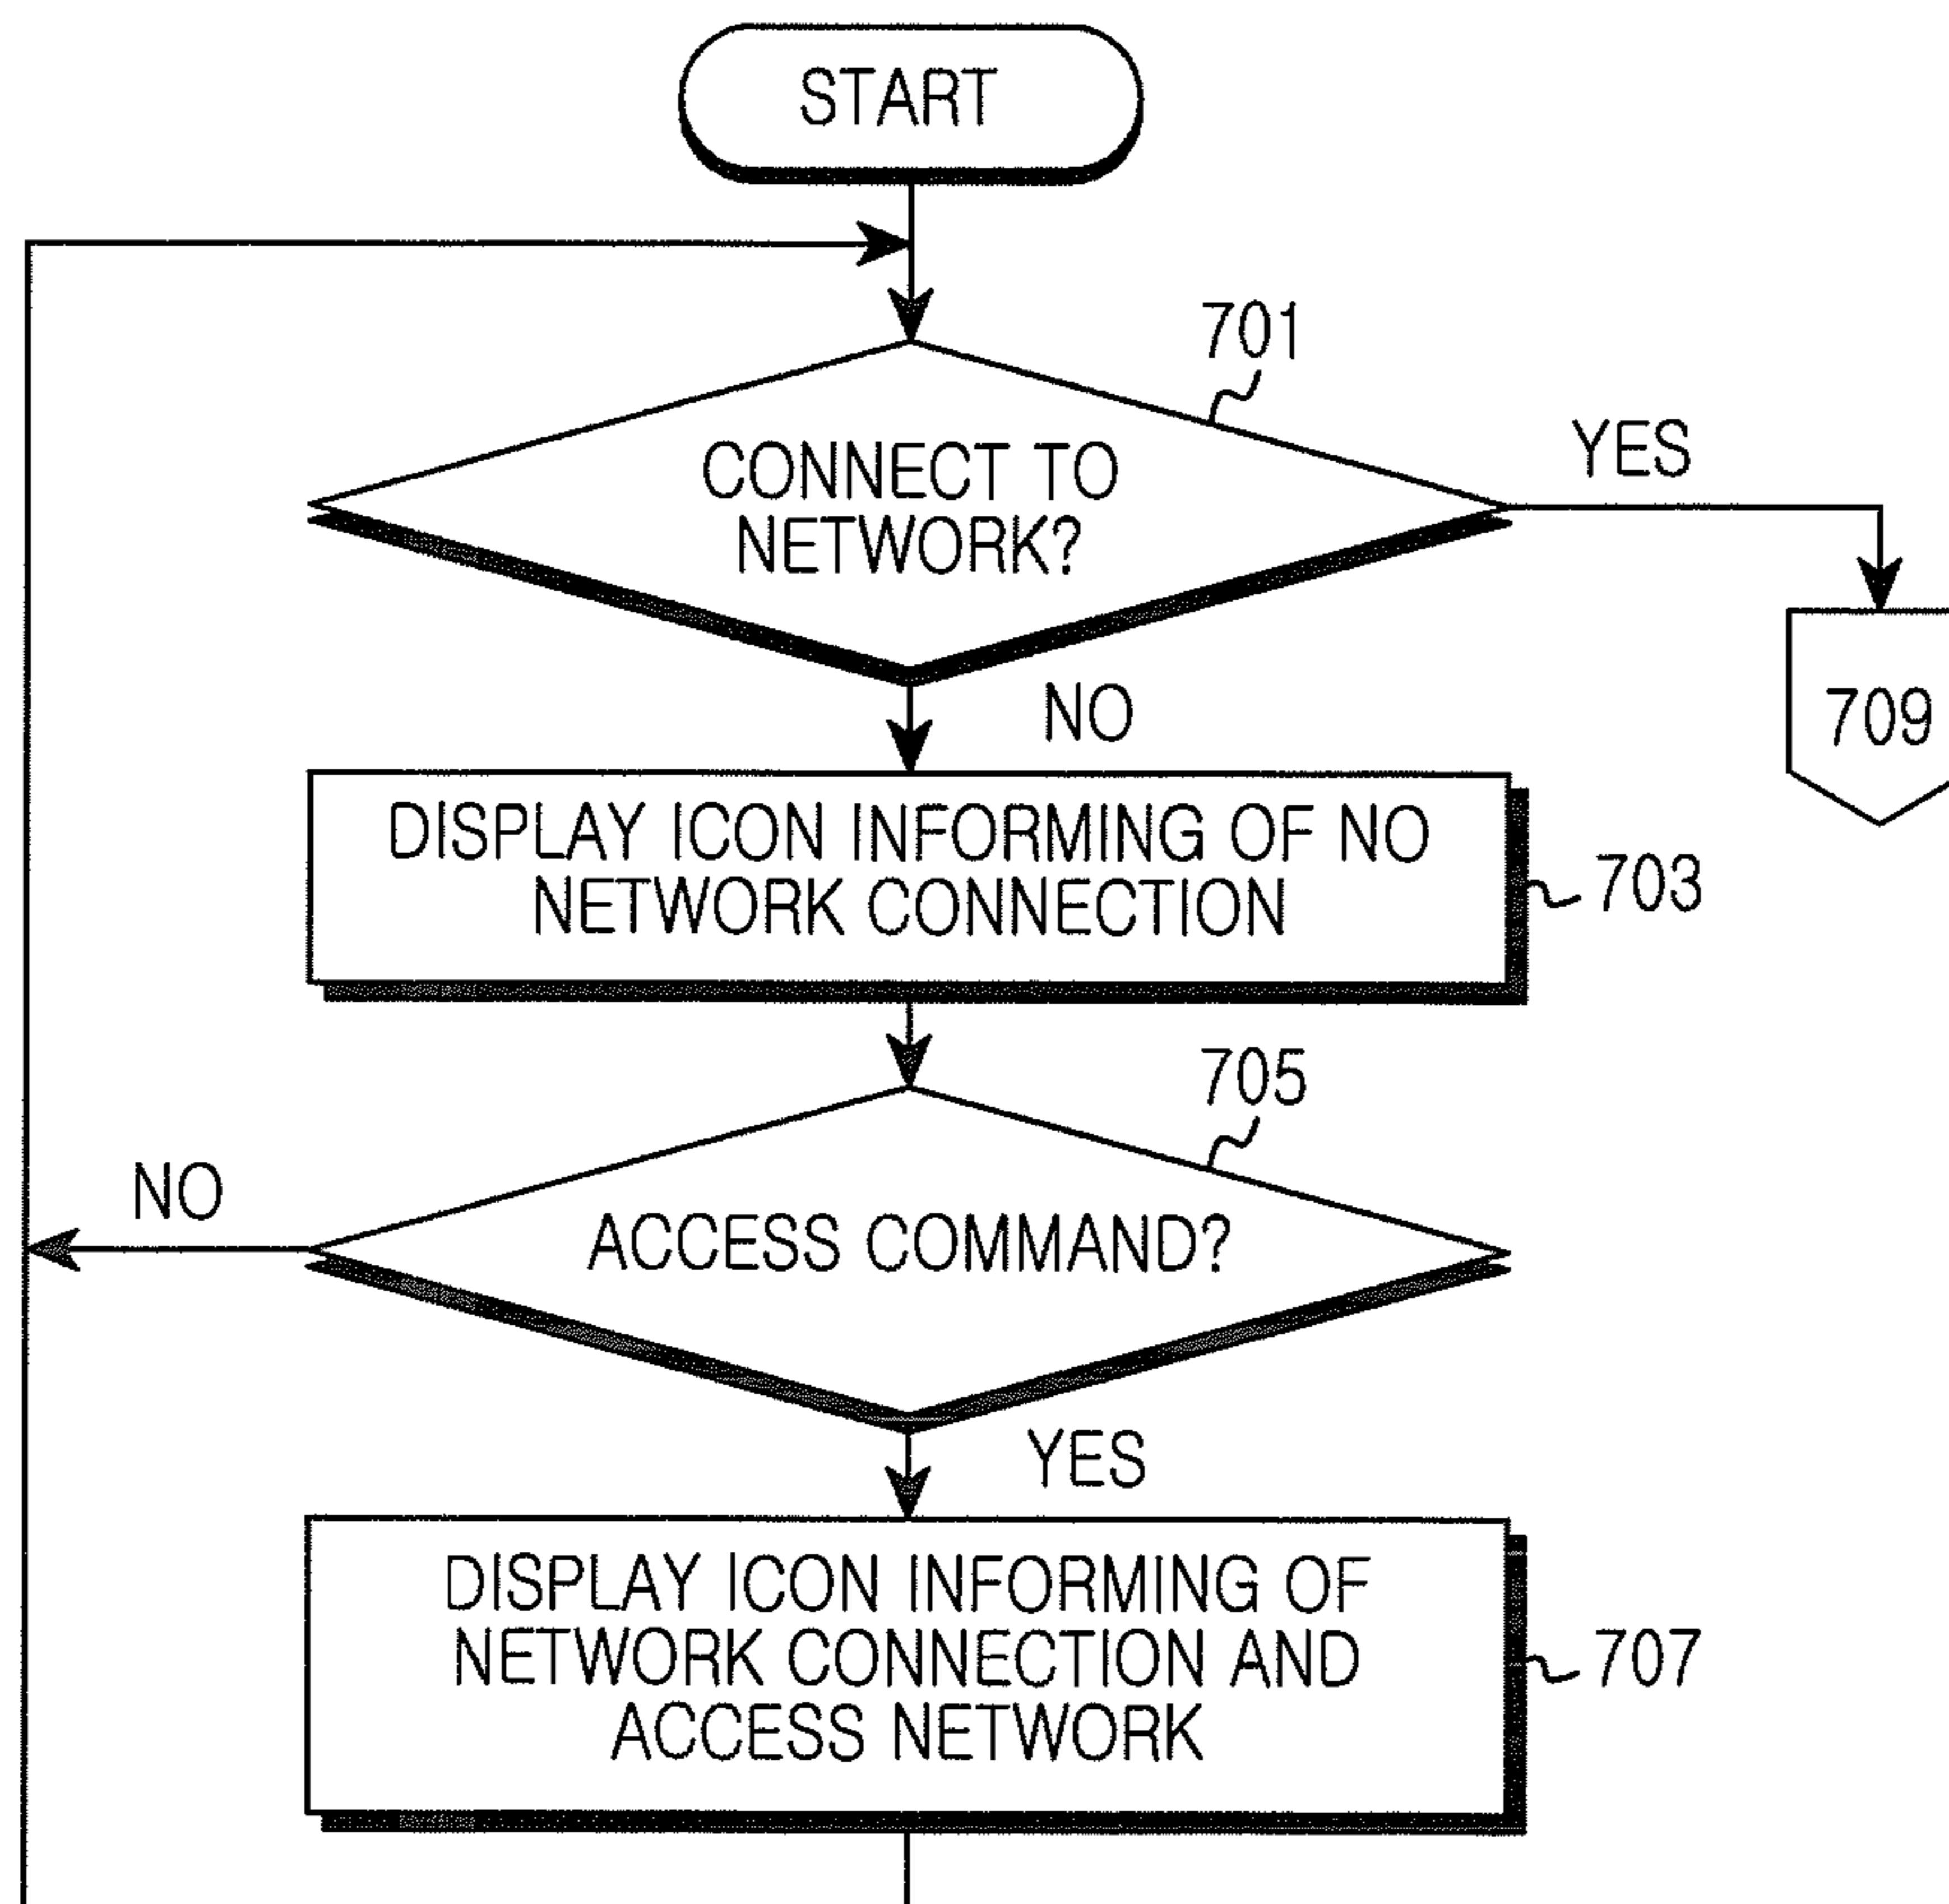 START
701
CONNECT TO
NETWORK?
YES
NO
709
DISPLAY ICON INFORMING OF NO
NETWORK CONNECTION
703
705
ACCESS COMMAND?
NO
YES
DISPLAY ICON INFORMING OF
NETWORK CONNECTION AND
ACCESS NETWORK
707